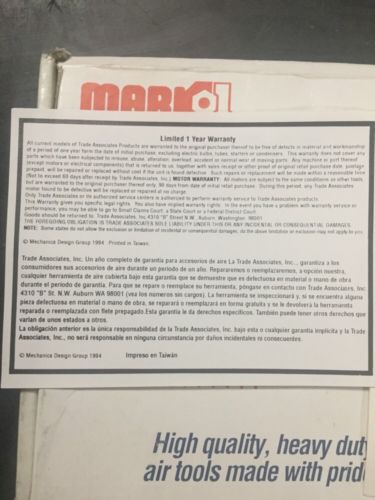 MARKOL
Limited 1 Year Warranty
All current models of Trade Associates Products are warranted to the original purchaser thereof to be free of defects in material and workmanship
of a period of one year form the date of initial purchase, excluding electric bulbs, tubes, starters or condensers. This warranty does not cover any
parts which have been subjected to misuse, abuse, alteration, overload, accident or normal wear of moving parts. Any machine or part thereof
(except motors or electrical components) that is returned to us, together with sales receipt or other proof of original retail purchase date, postage
prepaid, will be repaired or replaced without cost if the unit is found defective. Such repairs or replacement will be made within a reasonable time
(Not to exceed 60 days after receipt by Trade Associates, Inc.) MOTOR WARRANTY: All motors are subject to the same conditions as other tools,
but are warranted to the original purchaser thereof only, 90 days from date of initial retail purchase. During this period, any Trade Associates
motor found to be defective will be replaced or repaired at no charge.
Only Trade Associates or its authorized service centers is authorized to perform warranty service to Trade Associates products.
This Warranty gives you specific legal rights. You also have implied warranty rights. In the event you have a problem with warranty service or
performance, you may be able to go to Small Claims Court, a State Court or a Federal District Court.
Goods should be returned to: Trade Associates, Inc. 4310 "B" Street N.W., Auburn, Washington 98001
THE FOREGOING OBLIGATION IS TRADE ASSOCIATES SOLE LIABILITY UNDER THIS OR ANY INCIDENTAL OR CONSEQUENTIAL DAMAGES.
NOTE: Some states do not allow the exclusion or limitation of incidental or consequential damages, so the above limitation or exclusion may not apply to you.
© Mechanics Design Group 1994 Printed in Taiwan.
Trade Associates, Inc. Un año completo de garantía para accesorios de aire La Trade Associates, Inc., garantiza a los
consumidores sus accesorios de aire durante un período de un año. Repararemos o reemplazaremos, a opción nuestra,
cualquier herramienta de aire cubierta bajo esta garantía que se demuestre que es defectuosa en material o mano de obra
durante el período de garantía. Para que se repare o reemplace su herramienta, póngase en contacto con Trade Associates, Inc.
4310 "B" St. N.W. Auburn WA 98001 (vea los números sin cargos). La herramienta se inspeccionará y, si se encuentra alguna
pieza defectuosa en material o mano de obra, se reparará o reemplazará en forma gratuita y se le devolverá la herramienta
reparada o reemplazada con flete prepagado. Esta garantía le da derechos específicos. También puede tener otros derechos que
varían de unos estados a otros.
La obligación anterior es la única responsabilidad de la Trade Associates, Inc. bajo esta o cualquier garantía implícita y la Trade
Associates, Inc., no será responsable en ninguna circunstancia por daños incidentales ni consecuentes.
© Mechanics Design Group 1994 Impreso en Taiwán
High quality, heavy dut
air tools made with prid